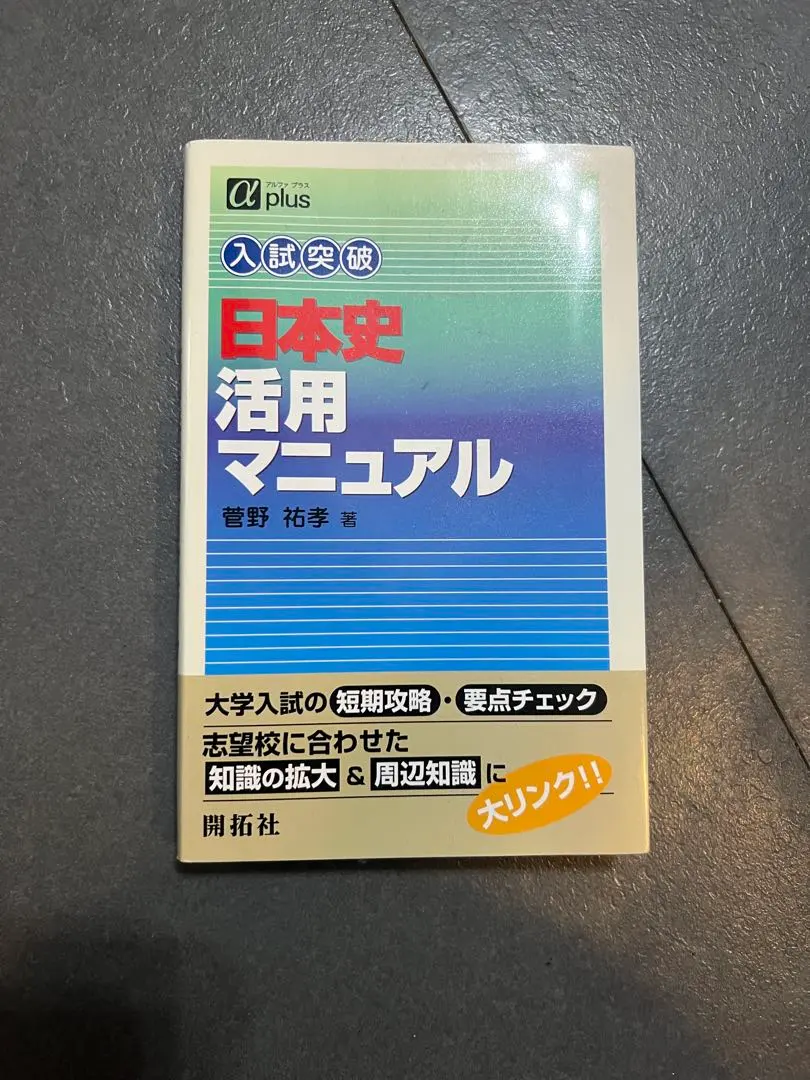 アルファ プラス
α plus
入試突破
日本史
活用
マニュアル
菅野 祐孝 著
大学入試の短期攻略・要点チェック
志望校に合わせた
知識の拡大&周辺知識に
大リンク!!
開拓社